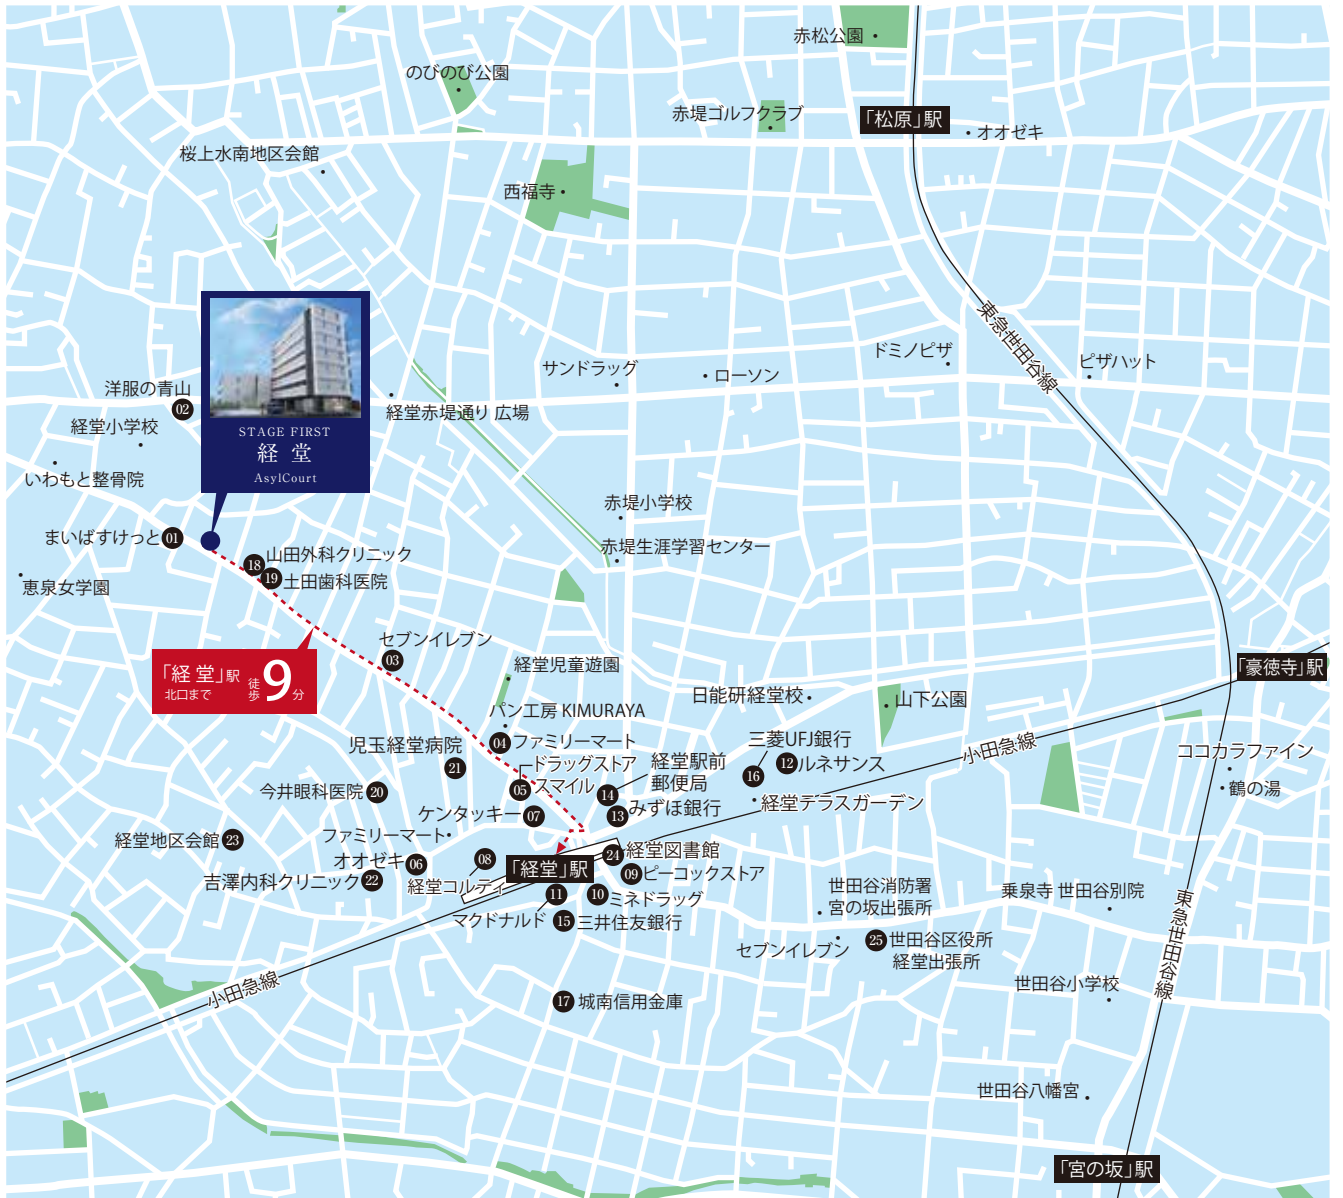 赤松公園
のびのび公園
赤堤ゴルフクラブ
「松原」駅
オオゼキ
桜上水南地区会館
西福寺
東急世田谷線
ドミノピザ
ピザハット
サンドラッグ
ローソン
洋服の青山
02
経堂小学校
いわもと整骨院
STAGE FIRST
経 堂
AsylCourt
経堂赤堤通り 広場
赤堤小学校
赤堤生涯学習センター
まいばすけっと
01
恵泉女学園
18
山田外科クリニック
19
土田歯科医院
セブンイレブン
03
「経 堂」駅
北口まで
徒歩
9
分
経堂児童遊園
日能研経堂校
山下公園
「豪徳寺」駅
パン工房 KIMURAYA
04
ファミリーマート
児玉経堂病院
21
ドラッグストア
スマイル
05
経堂駅前
郵便局
14
三菱UFJ銀行
16
12
ルネサンス
小田急線
ココカラファイン
鶴の湯
今井眼科医院
20
ケンタッキー
07
13
みずほ銀行
経堂テラスガーデン
経堂地区会館
23
ファミリーマート
オオゼキ
06
08
経堂コルティ
「経堂」駅
24
経堂図書館
09
ピーコックストア
吉澤内科クリニック
22
11
マクドナルド
10
ミネドラッグ
15
三井住友銀行
世田谷消防署
宮の坂出張所
乗泉寺 世田谷別院
セブンイレブン
25
世田谷区役所
経堂出張所
東急世田谷線
小田急線
17
城南信用金庫
世田谷小学校
世田谷八幡宮
「宮の坂」駅